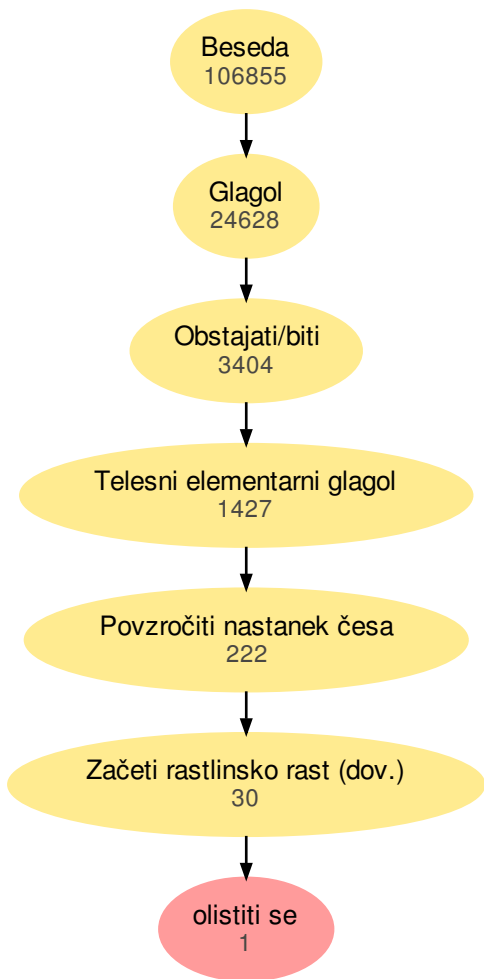 Beseda
106855
Glagol
24628
Obstajati/biti
3404
Telesni elementarni glagol
1427
Povzročiti nastanek česa
222
Začeti rastlinsko rast (dov.)
30
olistiti se
1